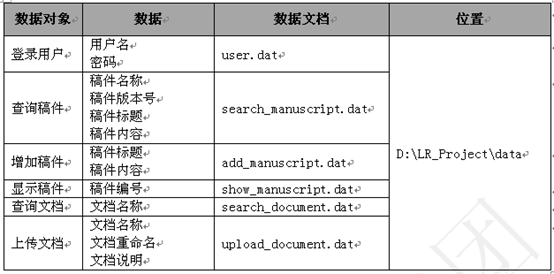 数据对象 数据 数据文档 位置
登录用户 用户名 user.dat D:\LR_Project\data
密码
查询稿件 稿件名称 search_manuscript.dat
稿件版本号
稿件标题
稿件内容
增加稿件 稿件标题 add_manuscript.dat
稿件内容
显示稿件 稿件编号 show_manuscript.dat
查询文档 文档名称 search_document.dat
上传文档 文档名称 upload_document.dat
文档重命名
文档说明
团